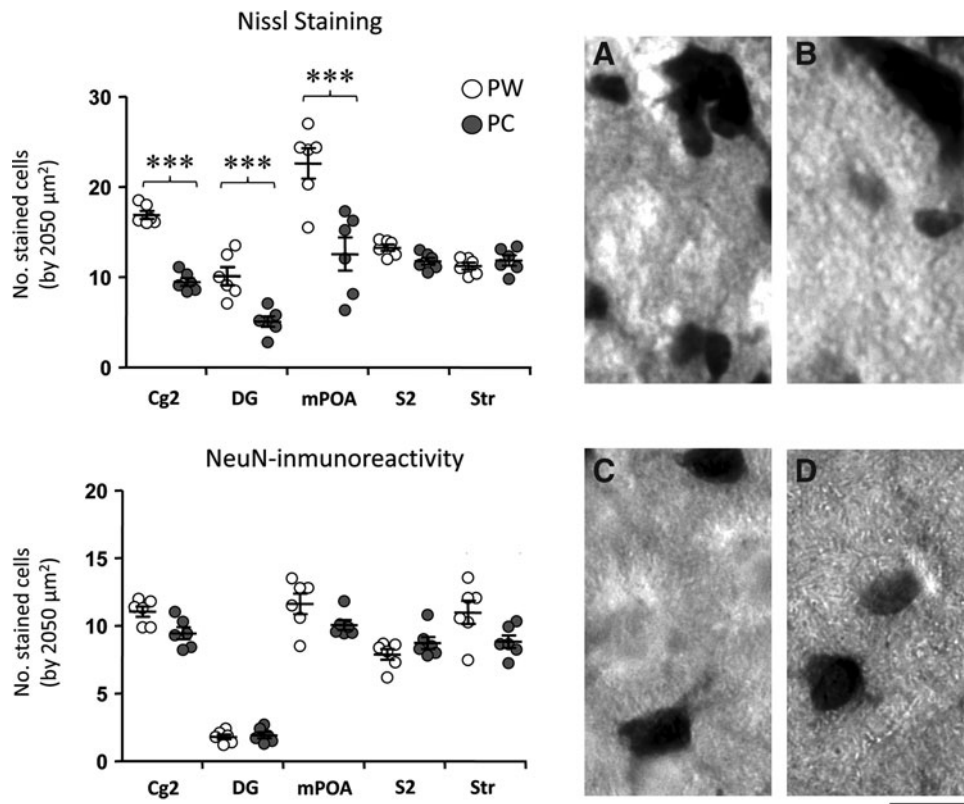 Nissl Staining
No. stained cells
(by 2050 µm²)
30
20
10
0
*** *** ***
PW
PC
Cg2 DG mPOA S2 Str
A B
NeuN-inmunoreactivity
No. stained cells
(by 2050 µm²)
20
15
10
5
0
Cg2 DG mPOA S2 Str
C D